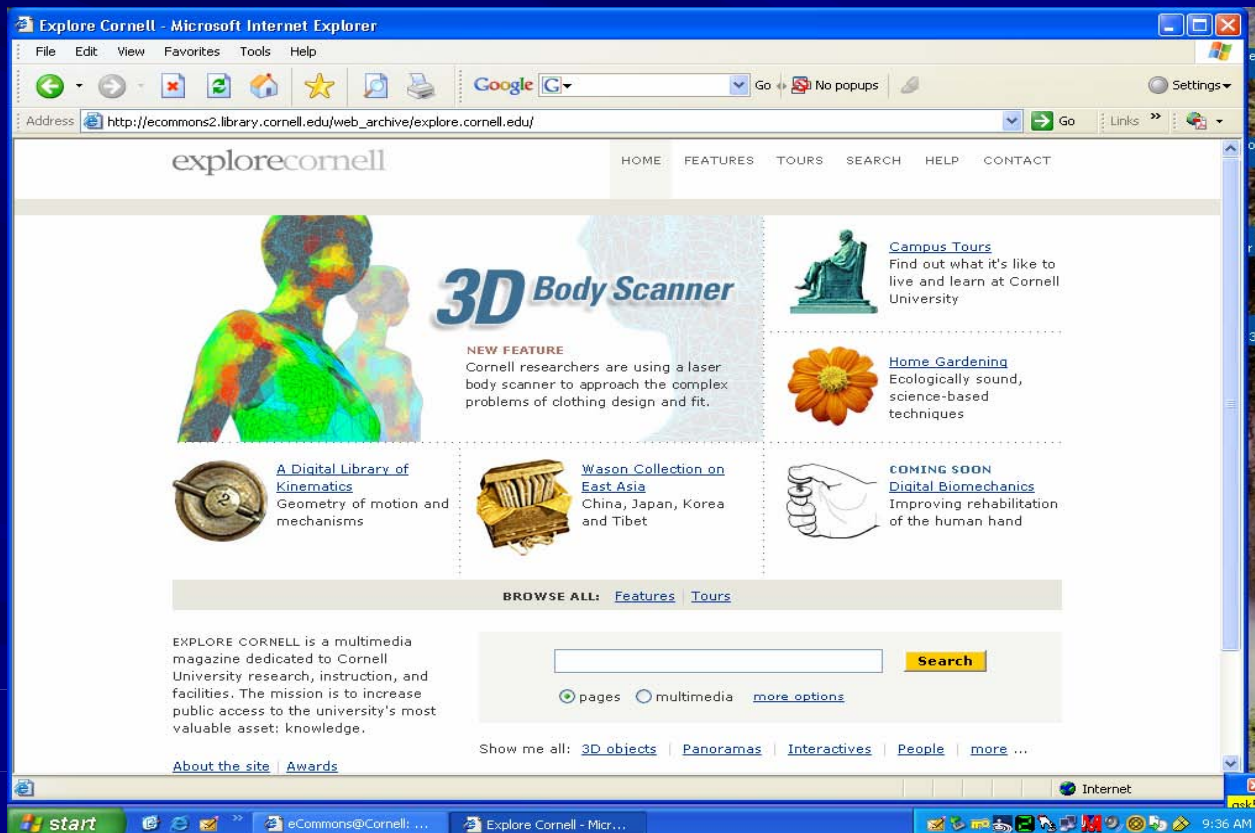 Explore Cornell - Microsoft Internet Explorer
File Edit View Favorites Tools Help
Google G Go No popups Settings
Address http://ecommons2.library.cornell.edu/web_archive/explore.cornell.edu/ Go Links »
explorecornell
HOME FEATURES TOURS SEARCH HELP CONTACT
3D Body Scanner
NEW FEATURE
Cornell researchers are using a laser
body scanner to approach the complex
problems of clothing design and fit.
Campus Tours
Find out what it's like to
live and learn at Cornell
University
Home Gardening
Ecologically sound,
science-based
techniques
A Digital Library of
Kinematics
Geometry of motion and
mechanisms
Wason Collection on
East Asia
China, Japan, Korea
and Tibet
COMING SOON
Digital Biomechanics
Improving rehabilitation
of the human hand
BROWSE ALL: Features | Tours
EXPLORE CORNELL is a multimedia
magazine dedicated to Cornell
University research, instruction, and
facilities. The mission is to increase
public access to the university's most
valuable asset: knowledge.
About the site | Awards
Search
pages multimedia more options
Show me all: 3D objects | Panoramas | Interactives | People | more ...
Internet
start » eCommons@Cornell: ... Explore Cornell - Micr... 9:36 AM